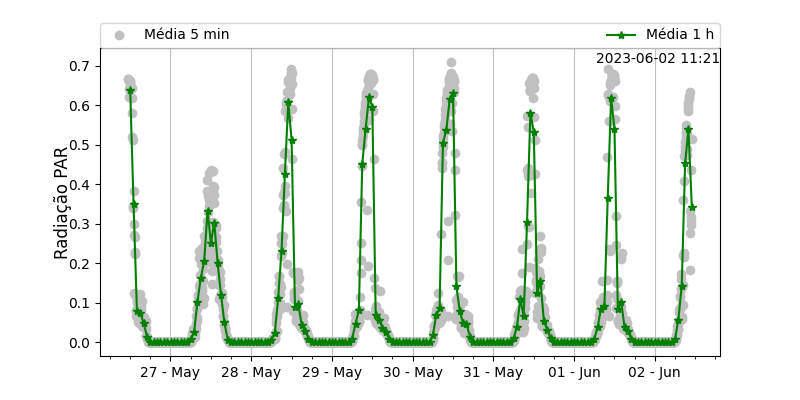 Média 5 min
Média 1 h
2023-06-02 11:21
Radiação PAR
0.7
0.6
0.5
0.4
0.3
0.2
0.1
0.0
27 - May
28 - May
29 - May
30 - May
31 - May
01 - Jun
02 - Jun